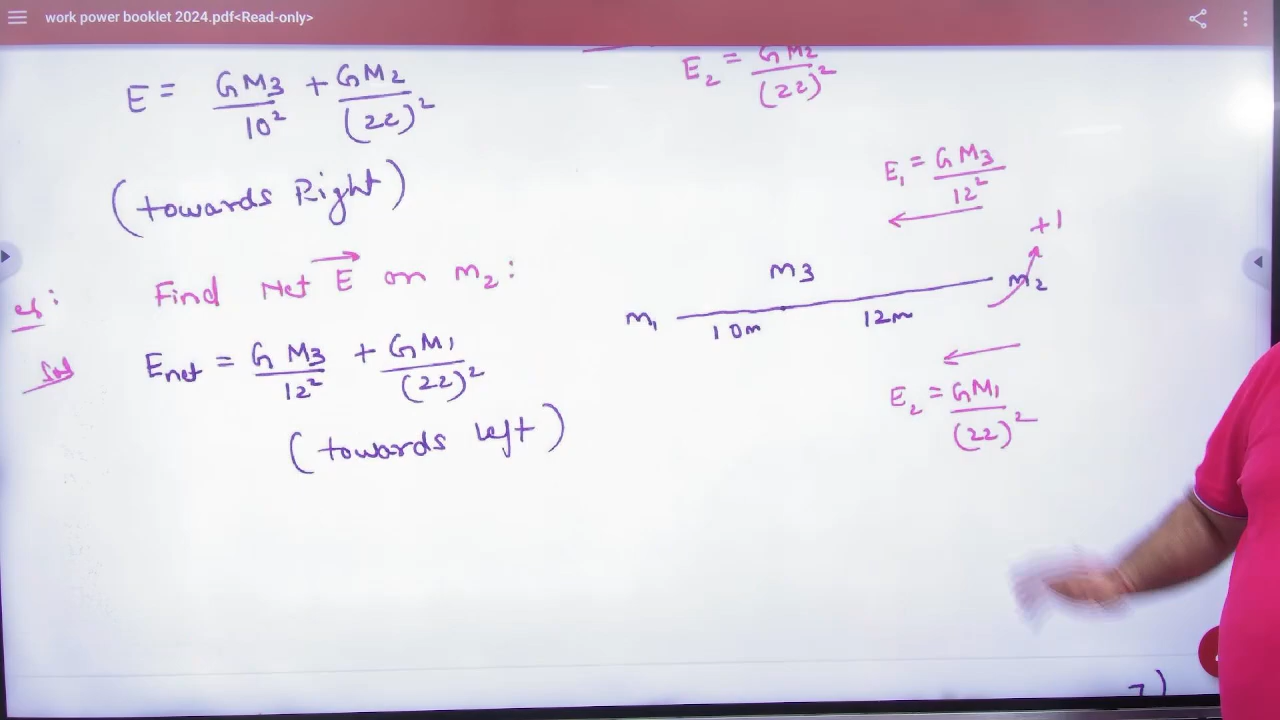 work power booklet 2024.pdf<Read-only>
E = GM3/10² + GM2/(22)²
(towards Right)
E2 = GM2/(22)²
E1 = GM3/12²
+1
es:
Find Net E→ on m2:
m3
m1
m2
10m
12m
Sol
Enet = GM3/12² + GM1/(22)²
(towards left)
E2 = GM1/(22)²